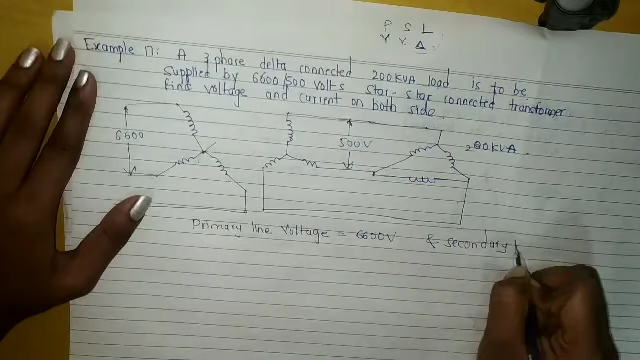 P S L
Y Y Δ
Example 17: A 3 phase delta connected 200KVA load is to be
Supplied by 6600/500 volts Star-Star connected transformer.
Find voltage and current on both side.
6600
500V
200KVA
Primary line voltage = 6600V & secondary